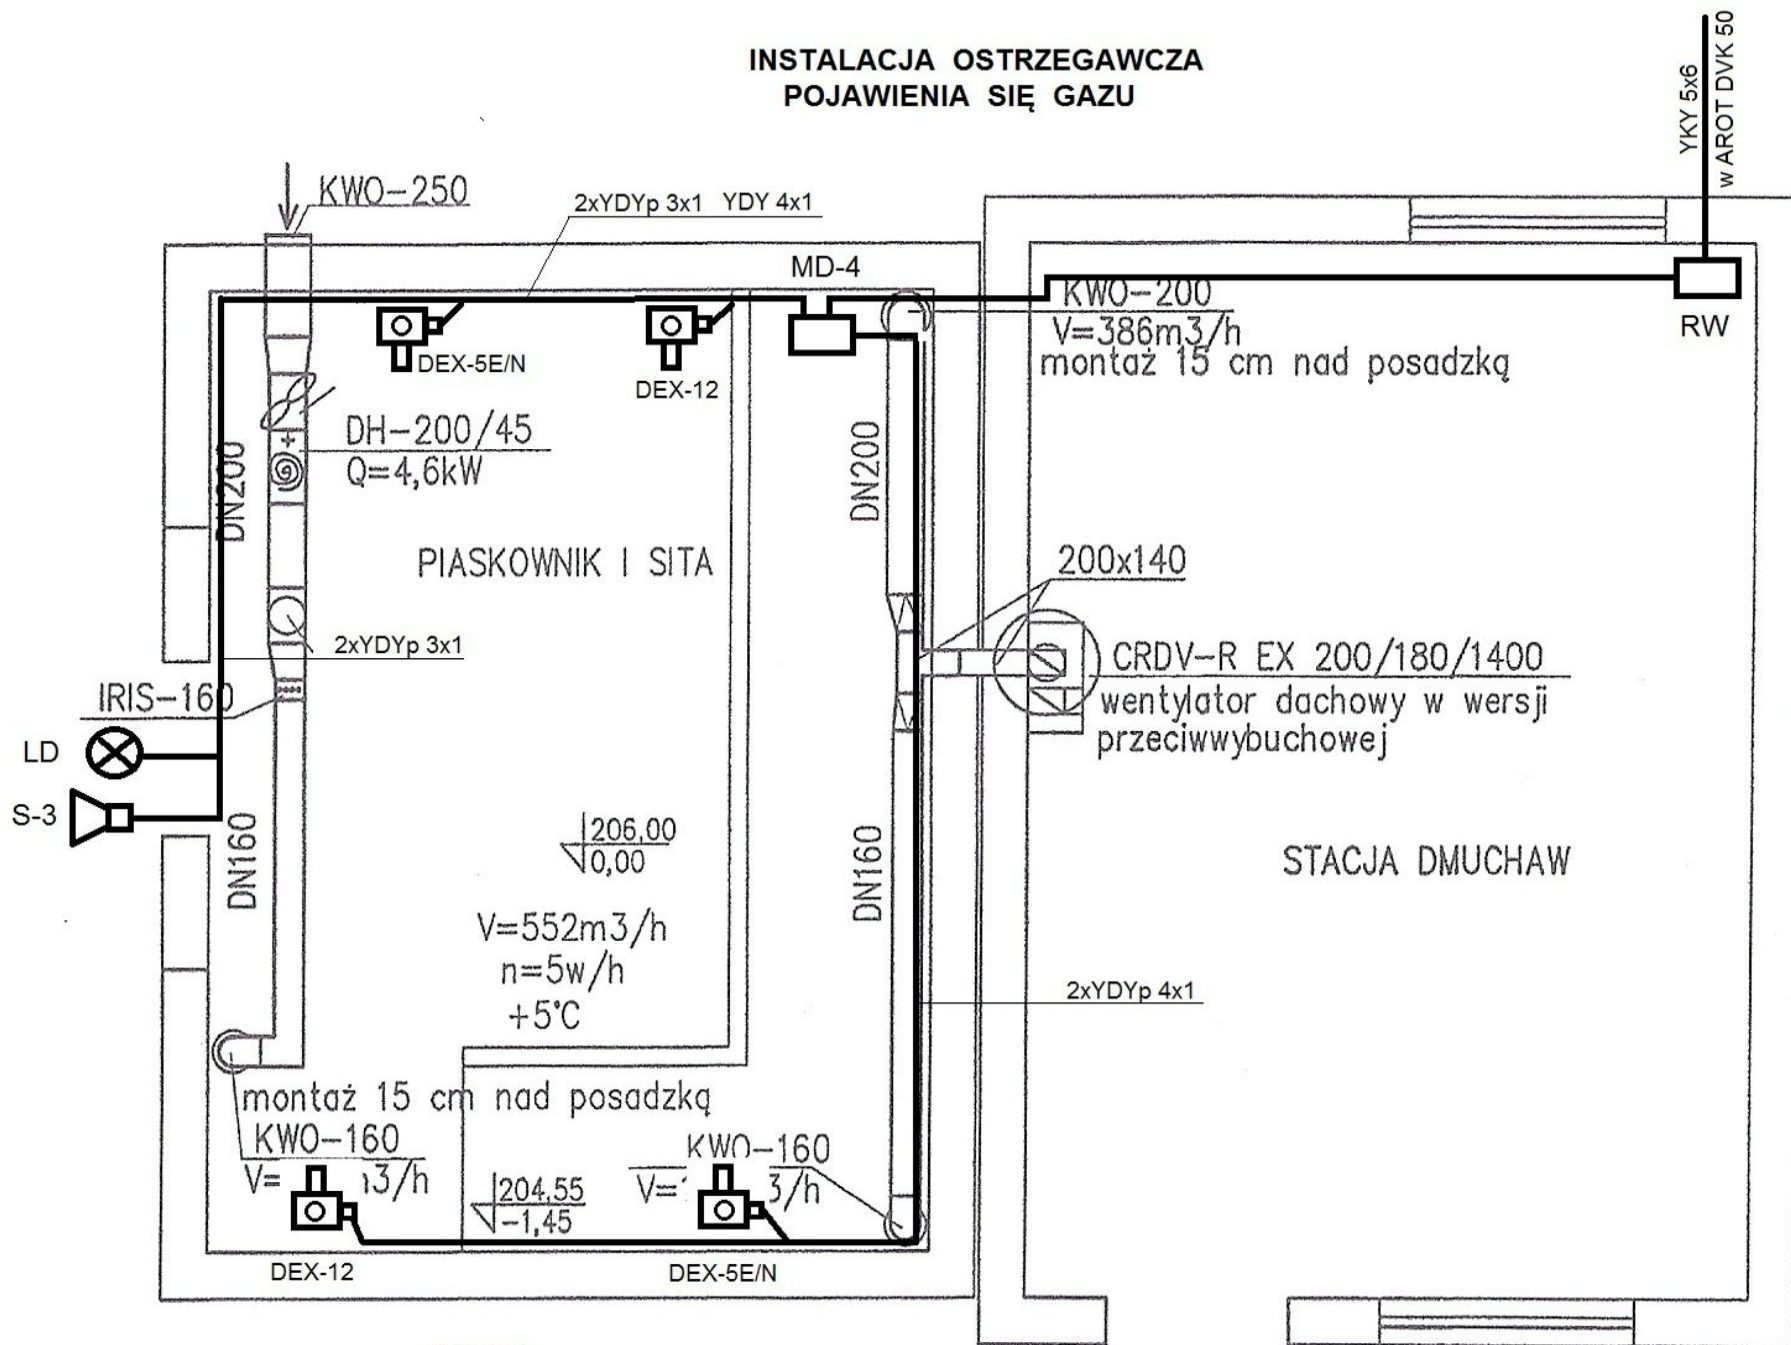 INSTALACJA OSTRZEGAWCZA
POJAWIENIA SIĘ GAZU
YKY 5x6
w AROT DVK 50
KWO-250
2xYDYp 3x1 YDY 4x1
MD-4
KWO-200
V=386m3/h
montaż 15 cm nad posadzką
RW
DEX-5E/N
DEX-12
DH-200/45
Q=4,6kW
DN200
DN200
PIASKOWNIK I SITA
200x140
2xYDYp 3x1
CRDV-R EX 200/180/1400
wentylator dachowy w wersji
przeciwwybuchowej
IRIS-160
LD
S-3
DN160
206,00
0,00
DN160
STACJA DMUCHAW
V=552m3/h
n=5w/h
+5°C
2xYDYp 4x1
montaż 15 cm nad posadzką
KWO-160
V= 3/h
KWO-160
V= 3/h
204,55
-1,45
DEX-12
DEX-5E/N